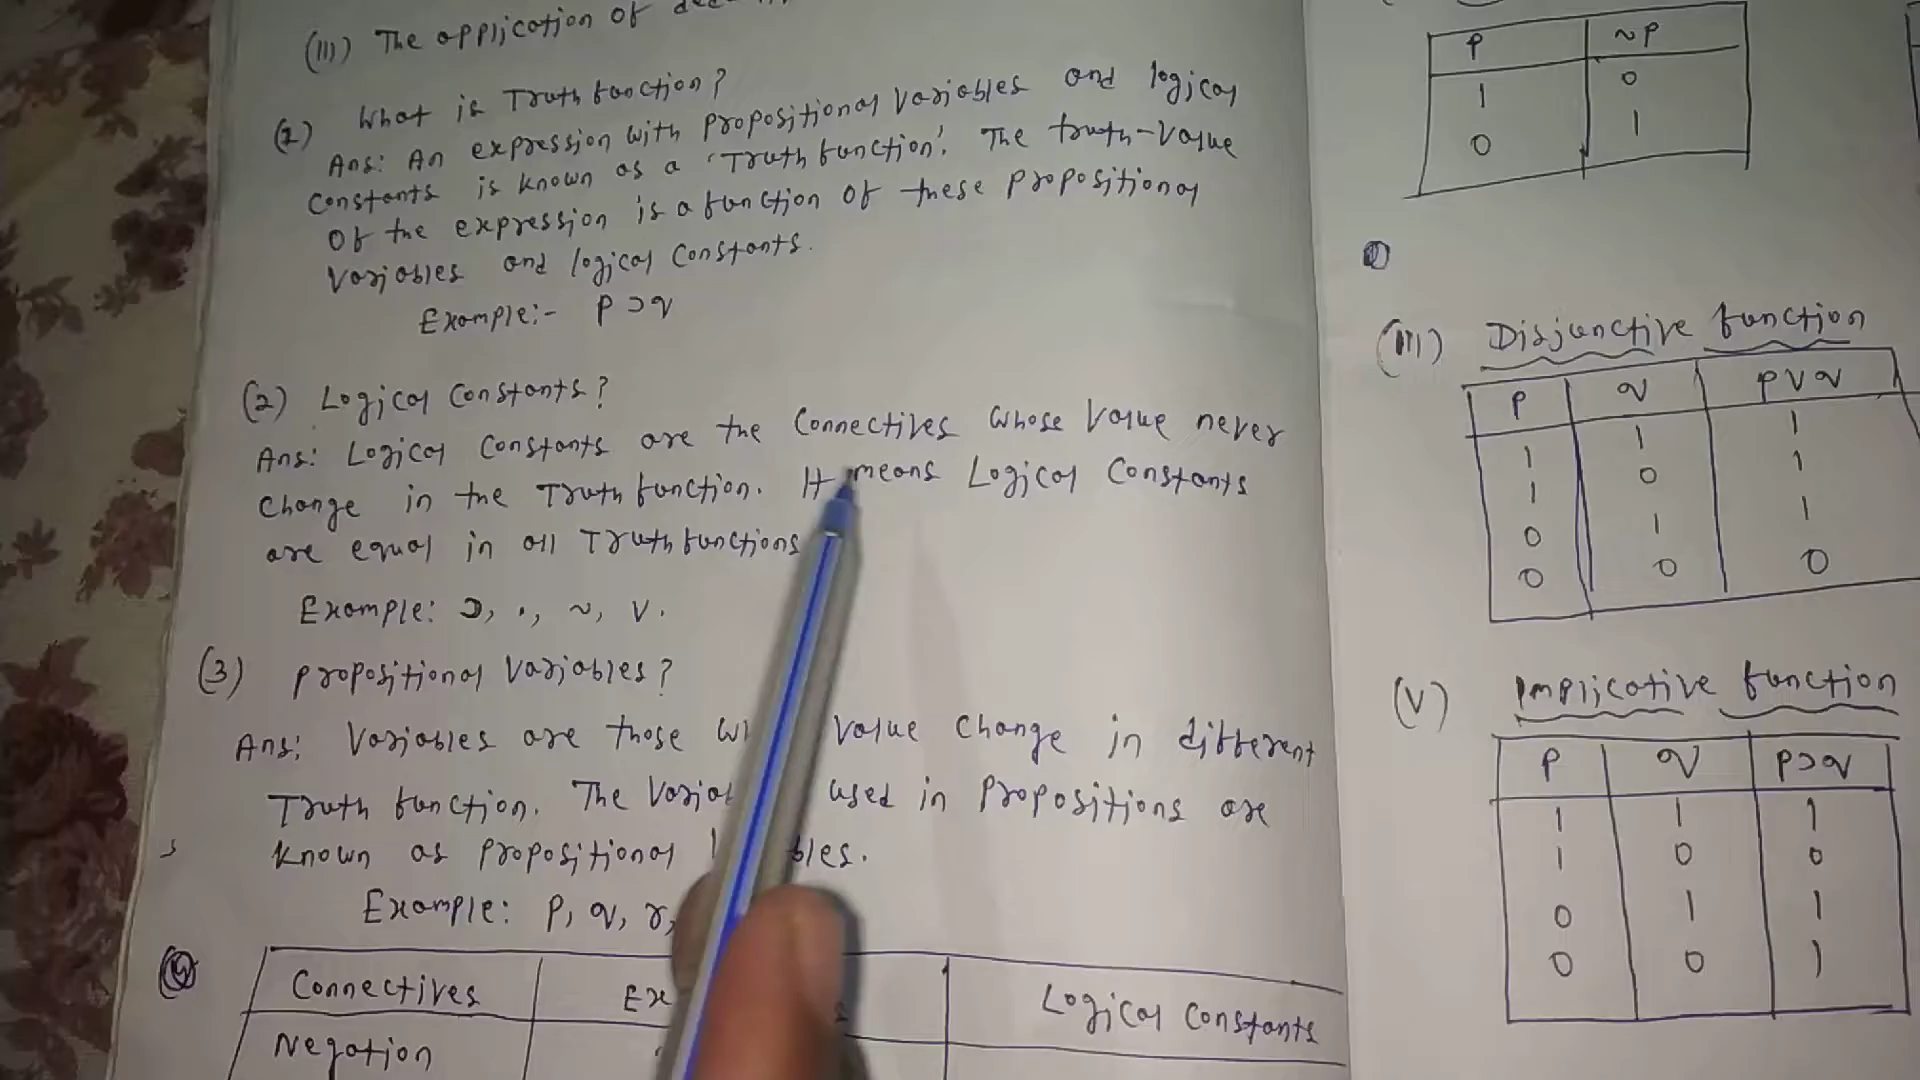 (III) The application of
(1) What is Truth function?
Ans: An expression with propositional variables and logical
constants is known as a 'Truth function'. The truth-value
of the expression is a function of these propositional
variables and logical constants.
Example:- p ⊃ q
(2) Logical constants?
Ans: Logical constants are the connectives whose value never
change in the Truth function. It means Logical constants
are equal in all Truth functions
Example: ⊃, ., ~, v.
(3) propositional variables?
Ans: Variables are those value change in different
Truth function. The used in propositions are
known as propositional
Example: p, q, r,
Connectives Logical constants
Negation
p ~p
1 0
0 1
(III) Disjunctive function
p q p v q
1 1 1
1 0 1
0 1 1
0 0 0
(V) Implicative function
p q p ⊃ q
1 1 1
1 0 0
0 1 1
0 0 1